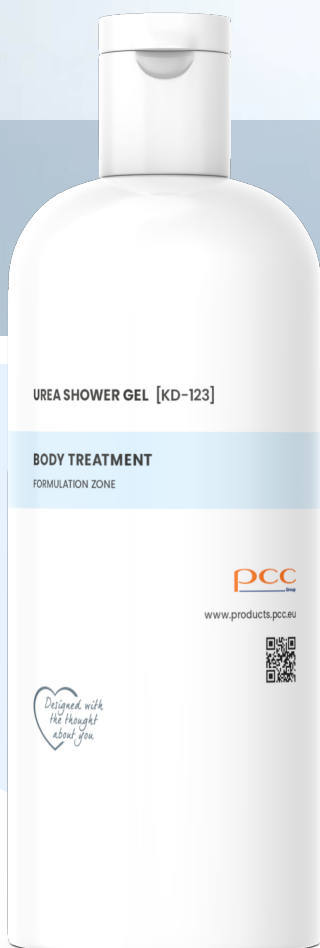 UREA SHOWER GEL [KD-123]
BODY TREATMENT
FORMULATION ZONE
pcc
Group
www.products.pcc.eu
Designed with
the thought
about you